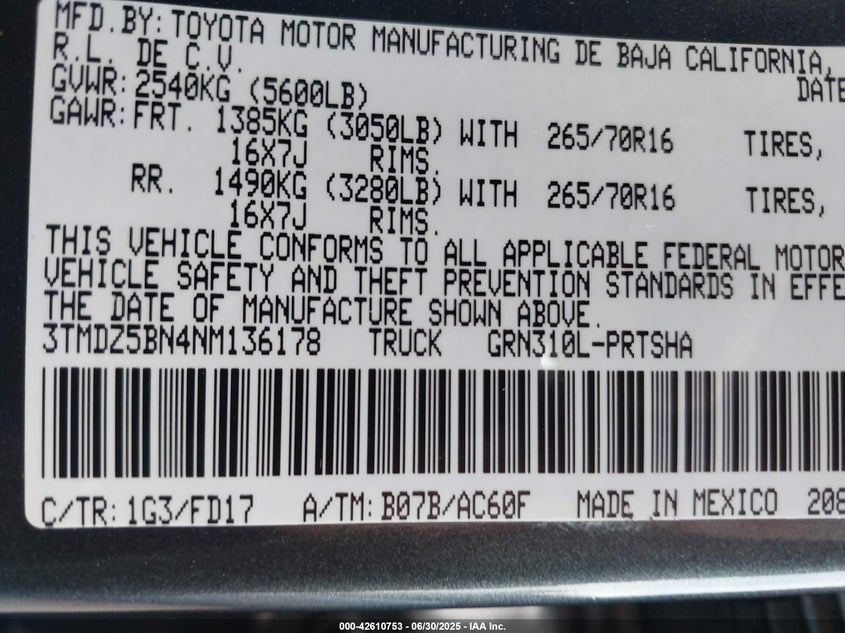 MFD.BY: TOYOTA MOTOR MANUFACTURING DE BAJA CALIFORNIA,
R.L. DE C.V. DATE
GVWR: 2540KG (5600LB)
GAWR: FRT. 1385KG (3050LB) WITH 265/70R16 TIRES,
16X7J RIMS.
RR. 1490KG (3280LB) WITH 265/70R16 TIRES,
16X7J RIMS.
THIS VEHICLE CONFORMS TO ALL APPLICABLE FEDERAL MOTOR
VEHICLE SAFETY AND THEFT PREVENTION STANDARDS IN EFFE
THE DATE OF MANUFACTURE SHOWN ABOVE.
3TMDZ5BN4NM136178 TRUCK GRN310L-PRTSHA
C/TR: 1G3/FD17 A/TM: B07B/AC60F MADE IN MEXICO 208
000-42610753 — 06/30/2025 — IAA Inc.